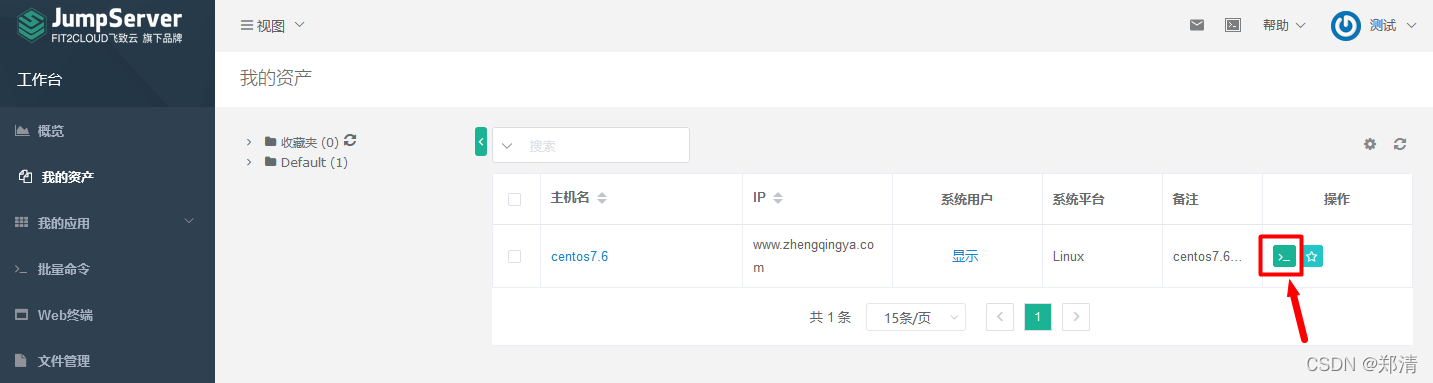 JumpServer
FIT2CLOUD飞致云 旗下品牌
视图
帮助
测试
工作台
我的资产
概览
我的资产
我的应用
批量命令
Web终端
文件管理
收藏夹 (0)
Default (1)
搜索
主机名 IP 系统用户 系统平台 备注 操作
centos7.6 www.zhengqingya.co 显示 Linux centos7.6...
m
共 1 条 15条/页 1
CSDN @郑清